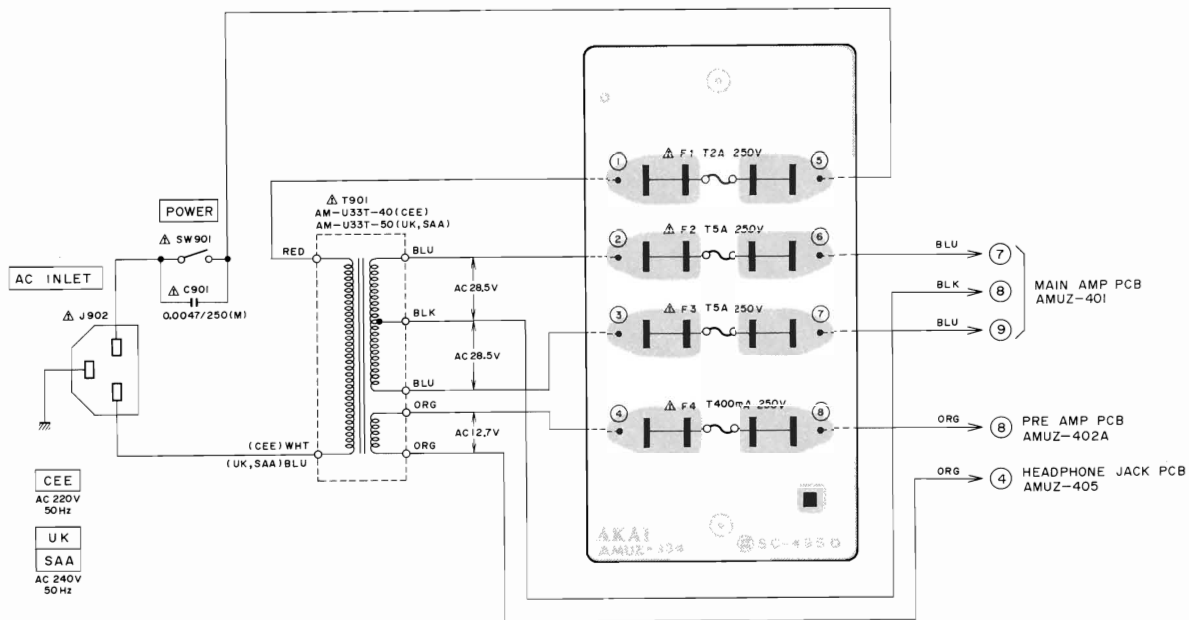 POWER
⚠ SW901
⚠ C901
0.0047/250(M)
AC INLET
⚠ J902
CEE
AC 220V
50Hz
UK
SAA
AC 240V
50Hz
⚠ T901
AM-U33T-40(CEE)
AM-U33T-50(UK,SAA)
RED
(CEE)WHT
(UK,SAA)BLU
BLU
AC 28.5V
BLK
AC 28.5V
BLU
ORG
AC 12.7V
ORG
1 ⚠ F1 T2A 250V 5
2 ⚠ F2 T5A 250V 6
3 ⚠ F3 T5A 250V 7
4 ⚠ F4 T400mA 250V 8
AKAI
AMUZ-334
SC-495D
BLU 7
BLK 8
BLU 9
MAIN AMP PCB
AMUZ-401
ORG 8 PRE AMP PCB
AMUZ-402A
ORG 4 HEADPHONE JACK PCB
AMUZ-405